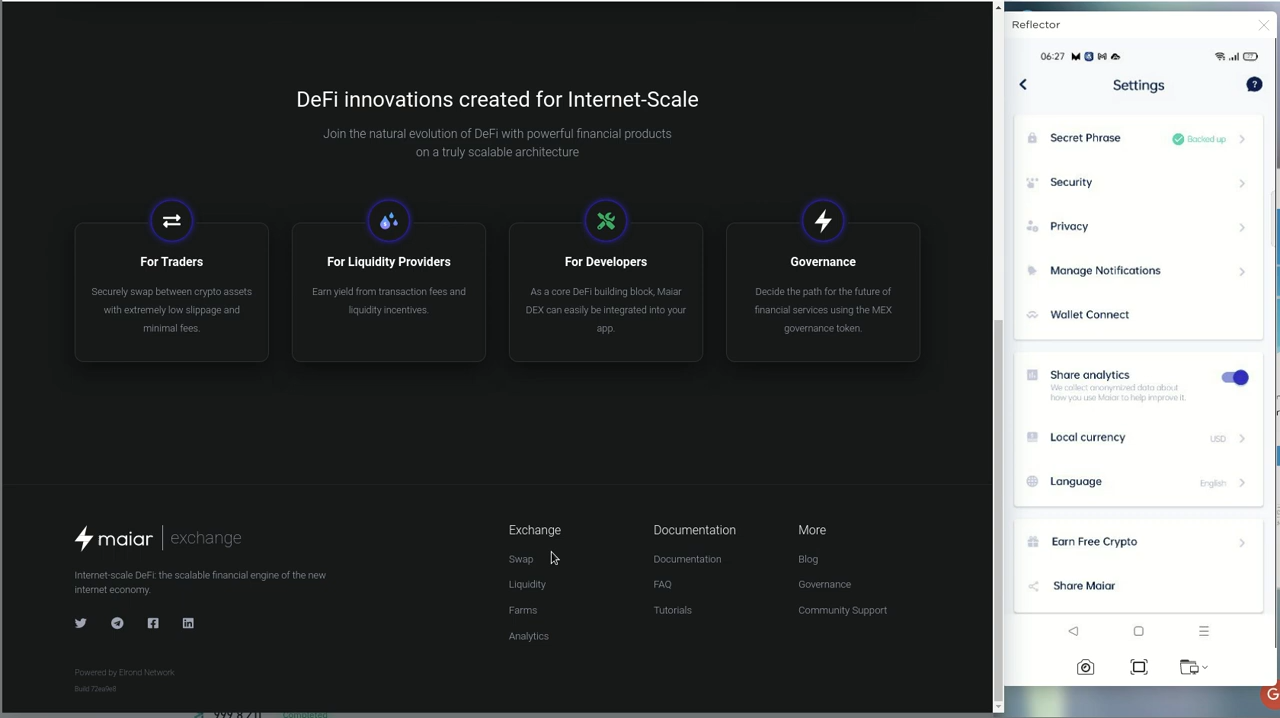 DeFi innovations created for Internet-Scale
Join the natural evolution of DeFi with powerful financial products
on a truly scalable architecture
For Traders
Securely swap between crypto assets
with extremely low slippage and
minimal fees.
For Liquidity Providers
Earn yield from transaction fees and
liquidity incentives.
For Developers
As a core DeFi building block, Maiar
DEX can easily be integrated into your
app.
Governance
Decide the path for the future of
financial services using the MEX
governance token.
maiar | exchange
Internet-scale DeFi: the scalable financial engine of the new
internet economy.
Powered by Elrond Network
Exchange
Swap
Liquidity
Farms
Analytics
Documentation
Documentation
FAQ
Tutorials
More
Blog
Governance
Community Support
Completed
Reflector
06:27
Settings
Secret Phrase Backed up
Security
Privacy
Manage Notifications
Wallet Connect
Share analytics
We collect anonymized data about
how you use Maiar to help improve it.
Local currency USD
Language English
Earn Free Crypto
Share Maiar